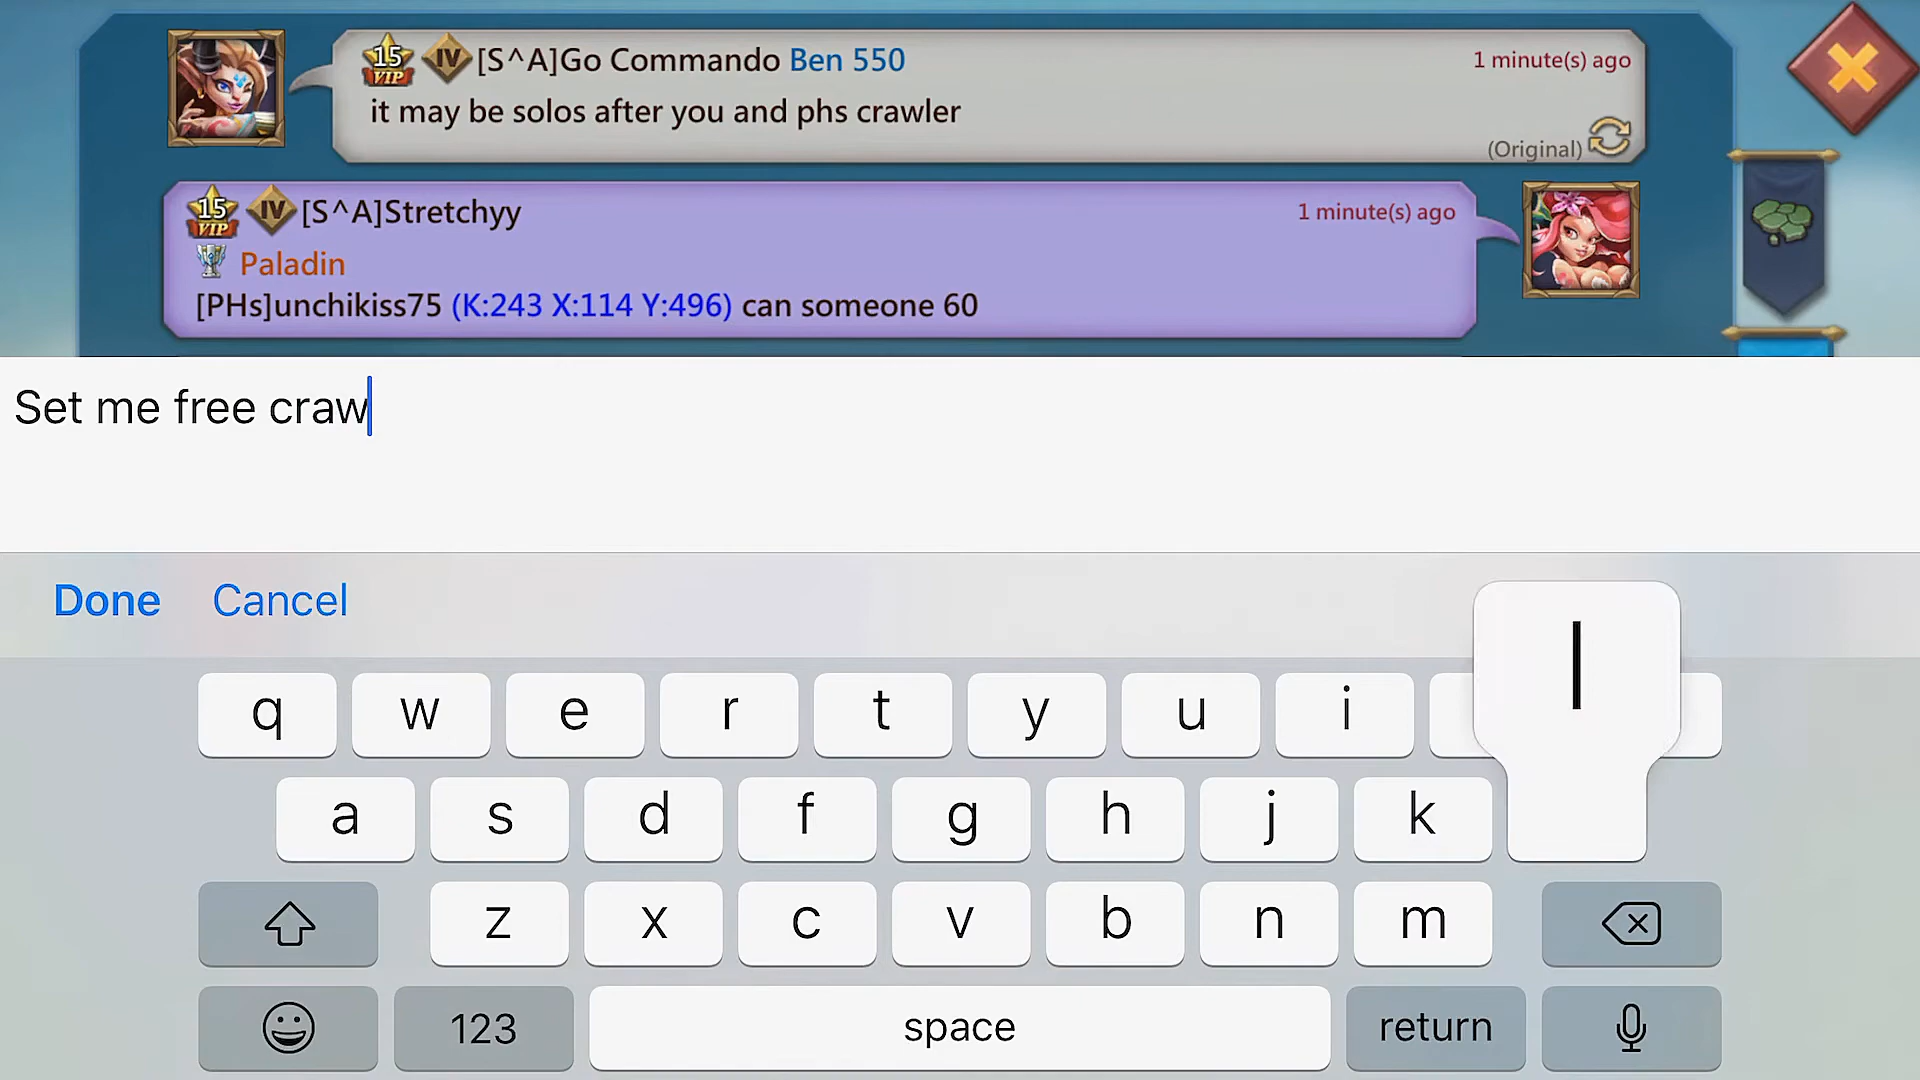 15 VIP IV [S^A]Go Commando Ben 550 1 minute(s) ago
it may be solos after you and phs crawler
(Original)
15 VIP IV [S^A]Stretchyy 1 minute(s) ago
Paladin
[PHs]unchikiss75 (K:243 X:114 Y:496) can someone 60
Set me free craw
Done Cancel
l
q w e r t y u i
a s d f g h j k
z x c v b n m
123 space return